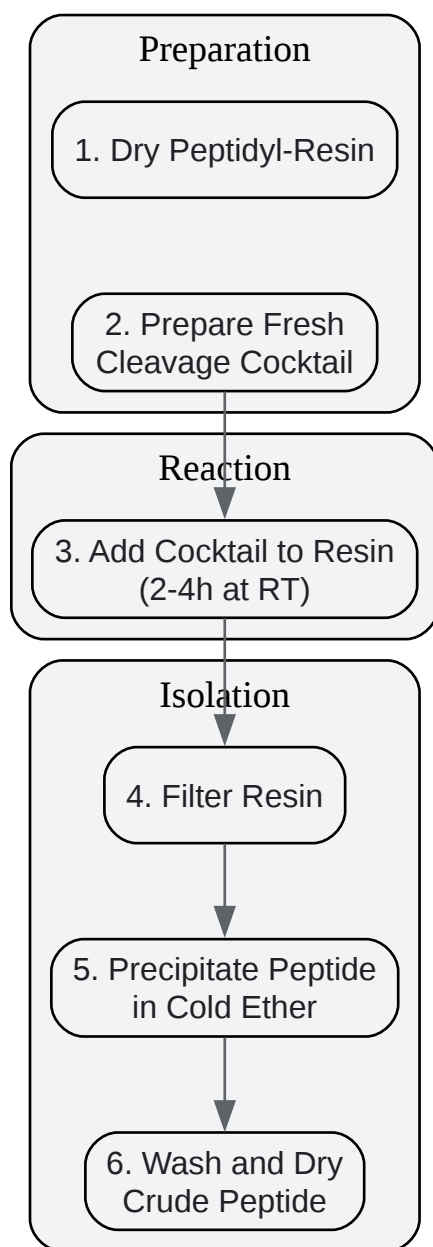 Preparation
1. Dry Peptidyl-Resin
2. Prepare Fresh
Cleavage Cocktail
Reaction
3. Add Cocktail to Resin
(2-4h at RT)
Isolation
4. Filter Resin
5. Precipitate Peptide
in Cold Ether
6. Wash and Dry
Crude Peptide